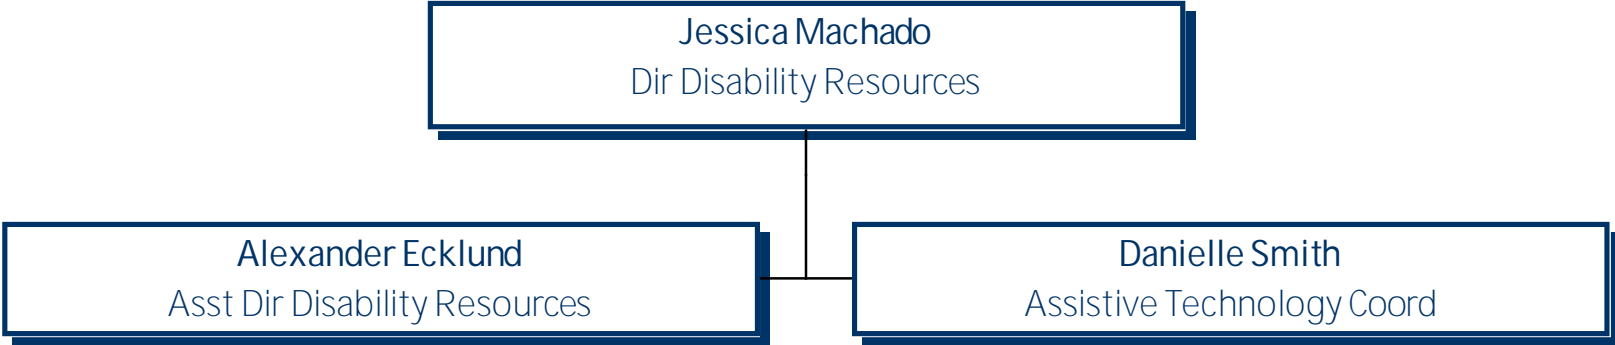 Jessica Machado
Dir Disability Resources
Alexander Ecklund
Asst Dir Disability Resources
Danielle Smith
Assistive Technology Coord